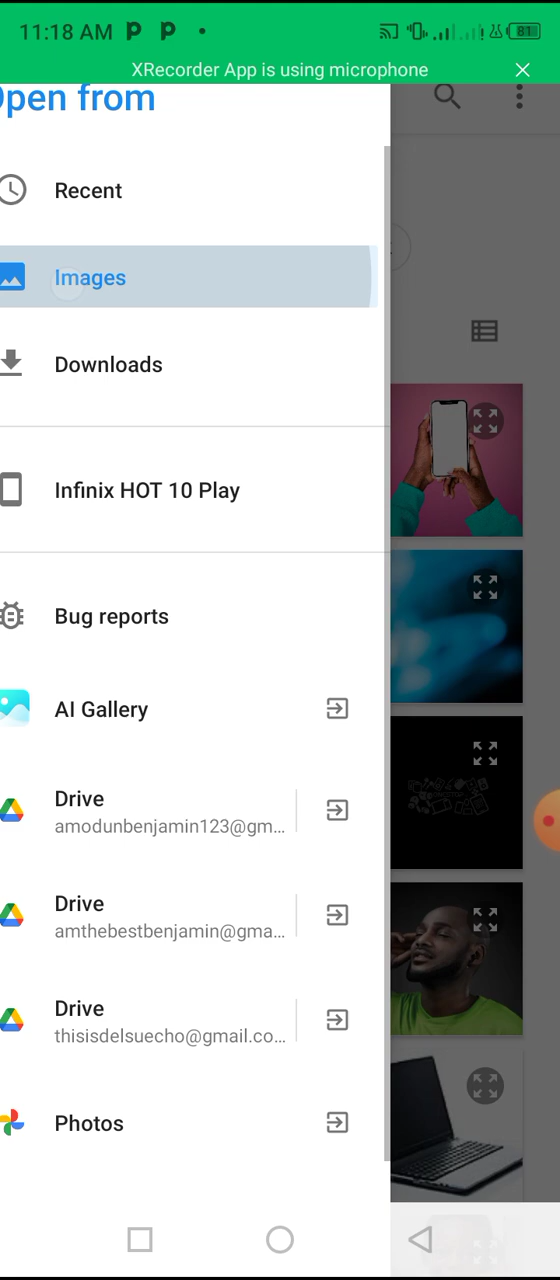 11:18 AM
81
XRecorder App is using microphone
Open from
Recent
Images
Downloads
Infinix HOT 10 Play
Bug reports
AI Gallery
Drive
amodunbenjamin123@gm...
Drive
amthebestbenjamin@gma...
Drive
thisisdelsuecho@gmail.co...
Photos